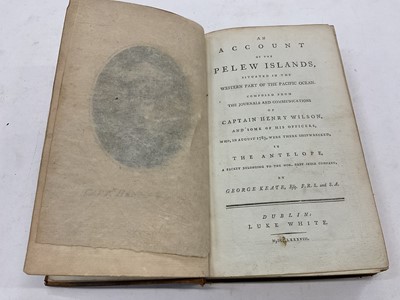 AN
ACCOUNT
OF THE
PELEW ISLANDS,
SITUATED IN THE
WESTERN PART OF THE PACIFIC OCEAN.
COMPOSED FROM
THE JOURNALS AND COMMUNICATIONS
OF
CAPTAIN HENRY WILSON,
AND SOME OF HIS OFFICERS,
WHO, IN AUGUST 1783, WERE THERE SHIPWRECKED,
IN
THE ANTELOPE,
A PACKET BELONGING TO THE HON. EAST INDIA COMPANY,
BY
GEORGE KEATE, Esq. F.R.S. and S.A.
DUBLIN:
LUKE WHITE.